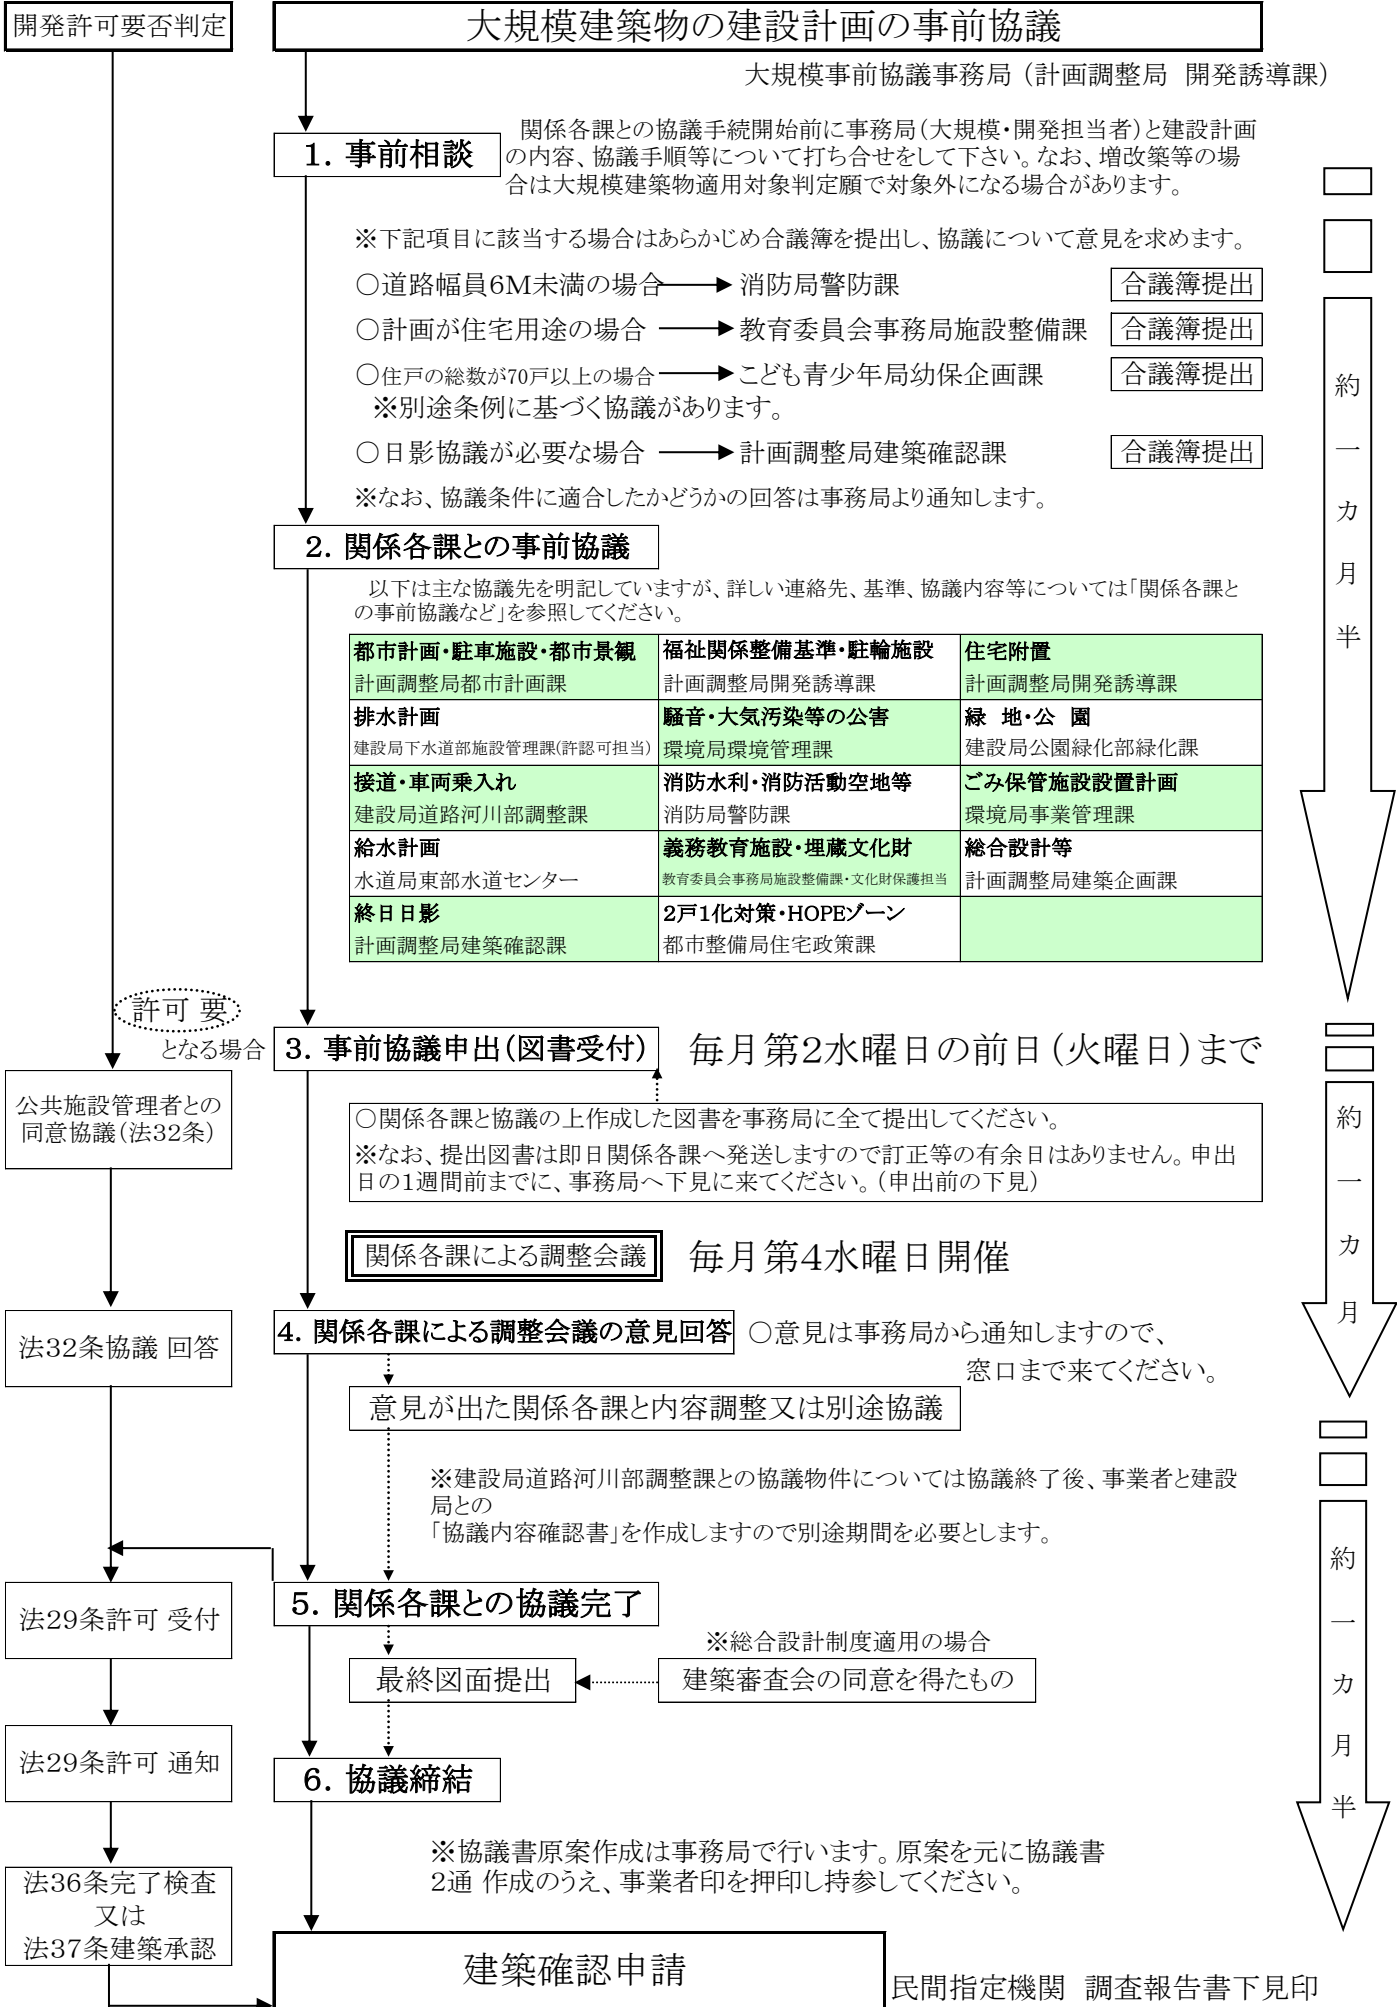 開発許可要否判定
大規模建築物の建設計画の事前協議
大規模事前協議事務局（計画調整局　開発誘導課）
1．事前相談
関係各課との協議手続開始前に事務局（大規模・開発担当者）と建設計画
の内容、協議手順等について打ち合せをして下さい。なお、増改築等の場
合は大規模建築物適用対象判定願で対象外になる場合があります。
※下記項目に該当する場合はあらかじめ合議簿を提出し、協議について意見を求めます。
○道路幅員6M未満の場合
消防局警防課
合議簿提出
○計画が住宅用途の場合
教育委員会事務局施設整備課
合議簿提出
○住戸の総数が70戸以上の場合
こども青少年局幼保企画課
合議簿提出
※別途条例に基づく協議があります。
○日影協議が必要な場合
計画調整局建築確認課
合議簿提出
※なお、協議条件に適合したかどうかの回答は事務局より通知します。
2．関係各課との事前協議
以下は主な協議先を明記していますが、詳しい連絡先、基準、協議内容等については「関係各課と
の事前協議など」を参照してください。
都市計画・駐車施設・都市景観
計画調整局都市計画課
福祉関係整備基準・駐輪施設
計画調整局開発誘導課
住宅附置
計画調整局開発誘導課
排水計画
建設局下水道部施設管理課（許認可担当）
騒音・大気汚染等の公害
環境局環境管理課
緑　地・公　園
建設局公園緑化部緑化課
接道・車両乗入れ
建設局道路河川部調整課
消防水利・消防活動空地等
消防局警防課
ごみ保管施設設置計画
環境局事業管理課
給水計画
水道局東部水道センター
義務教育施設・埋蔵文化財
教育委員会事務局施設整備課・文化財保護担当
総合設計等
計画調整局建築企画課
終日日影
計画調整局建築確認課
2戸1化対策・HOPEゾーン
都市整備局住宅政策課
約一カ月半
許可 要
となる場合
3．事前協議申出（図書受付）
毎月第2水曜日の前日（火曜日）まで
公共施設管理者との
同意協議（法32条）
○関係各課と協議の上作成した図書を事務局に全て提出してください。
※なお、提出図書は即日関係各課へ発送しますので訂正等の有余日はありません。申出
日の1週間前までに、事務局へ下見に来てください。（申出前の下見）
関係各課による調整会議
毎月第4水曜日開催
約一カ月
法32条協議 回答
4．関係各課による調整会議の意見回答
○意見は事務局から通知しますので、
窓口まで来てください。
意見が出た関係各課と内容調整又は別途協議
※建設局道路河川部調整課との協議物件については協議終了後、事業者と建設
局との
「協議内容確認書」を作成しますので別途期間を必要とします。
法29条許可 受付
5．関係各課との協議完了
※総合設計制度適用の場合
最終図面提出
建築審査会の同意を得たもの
法29条許可 通知
6．協議締結
約一カ月半
※協議書原案作成は事務局で行います。原案を元に協議書
2通 作成のうえ、事業者印を押印し持参してください。
法36条完了検査
又は
法37条建築承認
建築確認申請
民間指定機関　調査報告書下見印